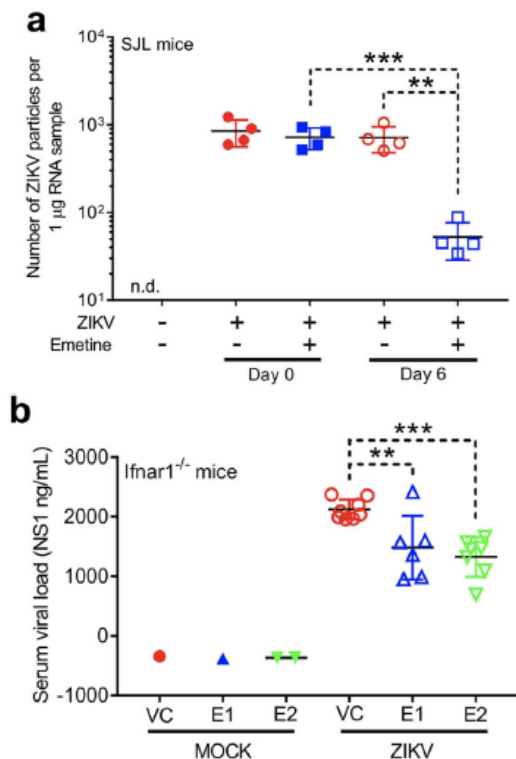 a
SJL mice
Number of ZIKV particles per
1 μg RNA sample
10⁴
10³
10²
10¹
***
**
n.d.
ZIKV - + + + +
Emetine - - + - +
Day 0 Day 6
b
Ifnar1⁻/⁻ mice
Serum viral load (NS1 ng/mL)
3000
2000
1000
0
-1000
***
**
VC E1 E2 VC E1 E2
MOCK ZIKV